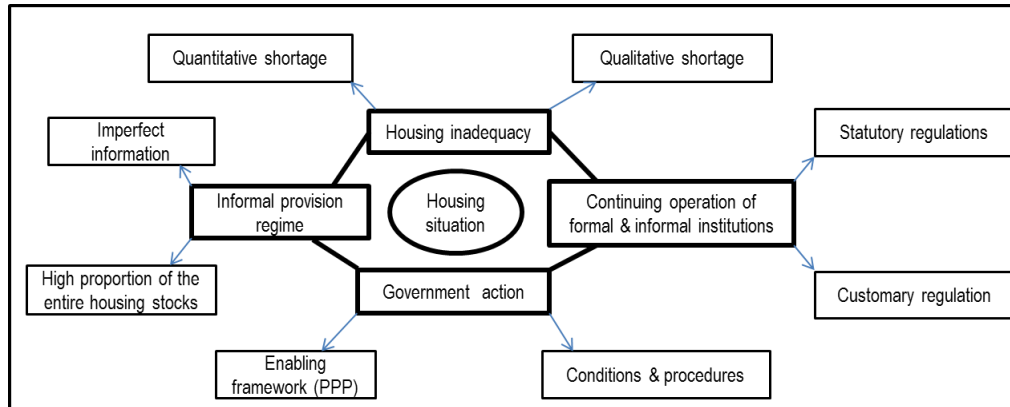 Quantitative shortage
Qualitative shortage
Imperfect
information
Housing inadequacy
Statutory regulations
Informal provision
regime
Housing
situation
Continuing operation of
formal & informal institutions
High proportion of the
entire housing stocks
Government action
Customary regulation
Enabling
framework (PPP)
Conditions & procedures